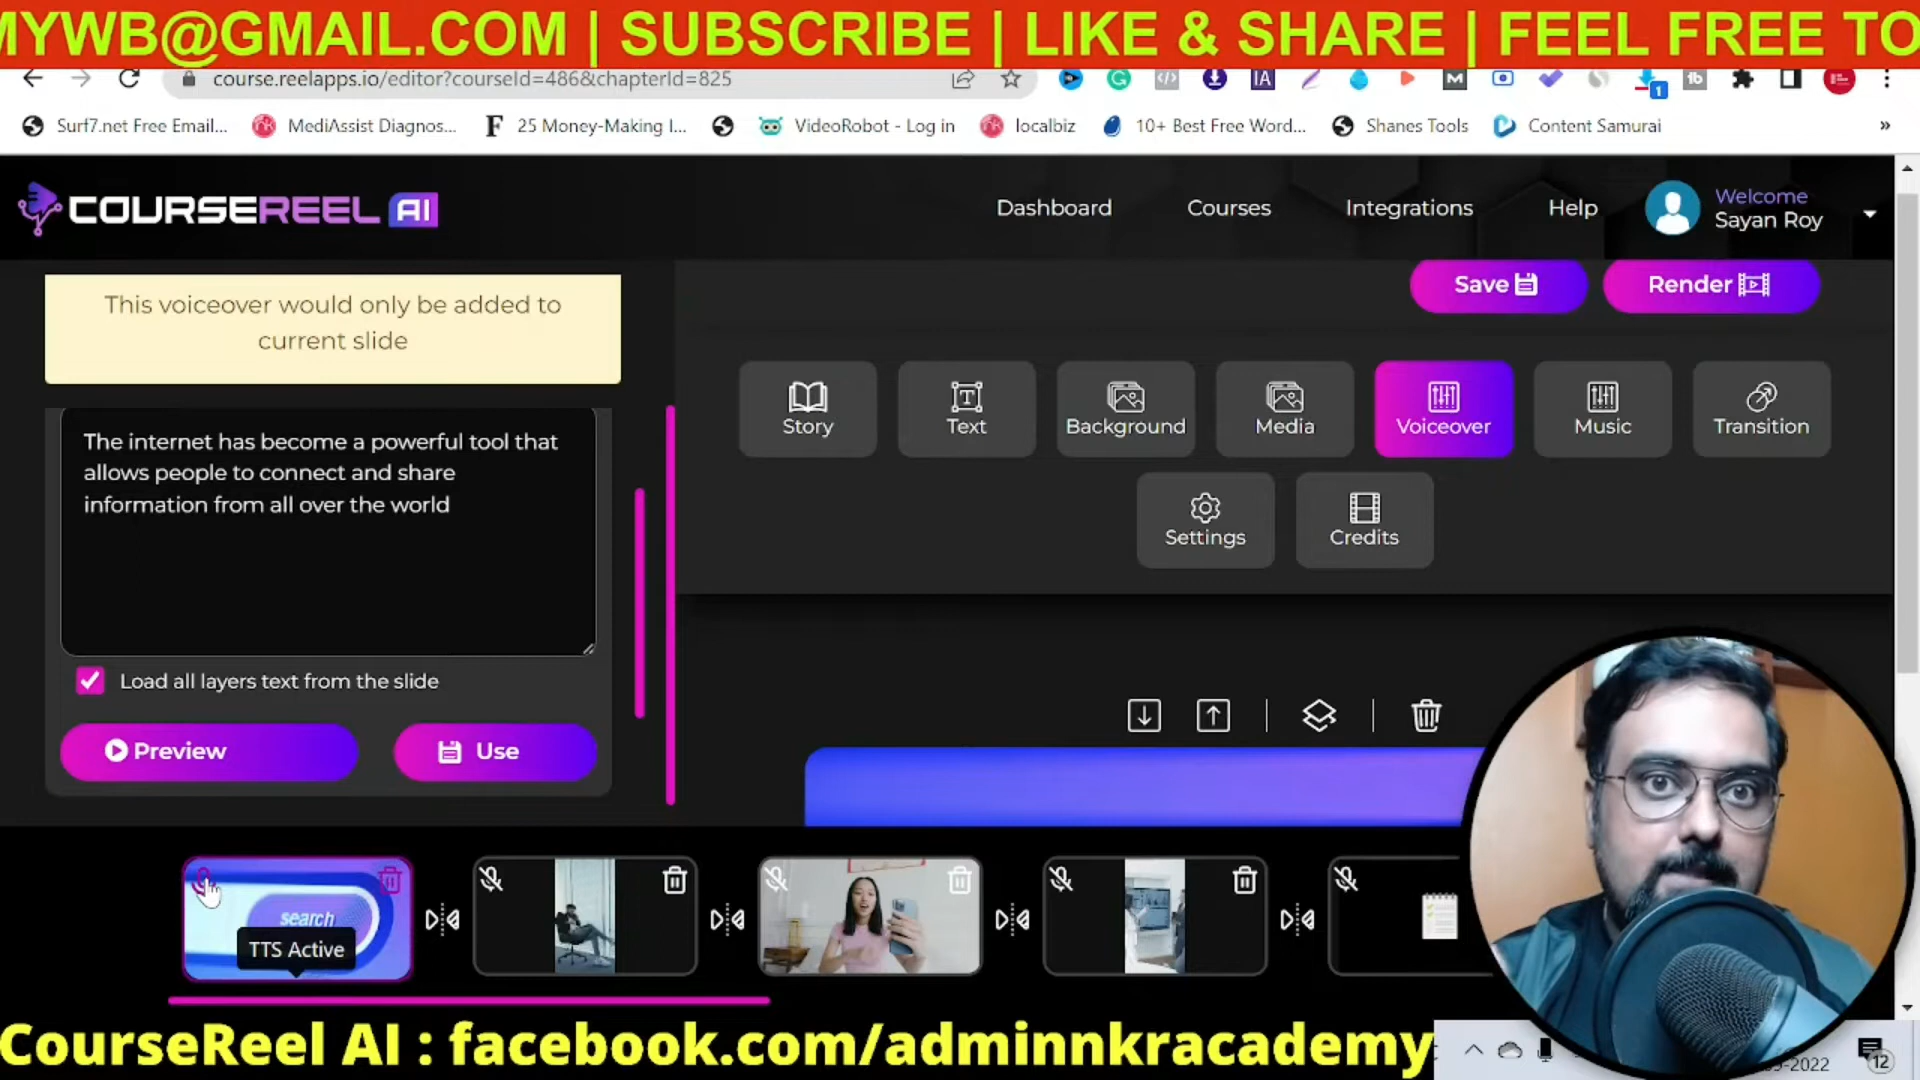 MYWB@GMAIL.COM | SUBSCRIBE | LIKE & SHARE | FEEL FREE TO
course.reelapps.io/editor?courseId=486&chapterId=825
IA
M
1
Surf7.net Free Email...
MediAssist Diagnos...
25 Money-Making I...
VideoRobot - Log in
localbiz
10+ Best Free Word...
Shanes Tools
Content Samurai
»
COURSEREEL AI
Dashboard
Courses
Integrations
Help
Welcome
Sayan Roy
This voiceover would only be added to
current slide
Save
Render
The internet has become a powerful tool that
allows people to connect and share
information from all over the world
Story
Text
Background
Media
Voiceover
Music
Transition
Settings
Credits
Load all layers text from the slide
Preview
Use
search
TTS Active
CourseReel AI : facebook.com/adminnkracademy
-2022
12